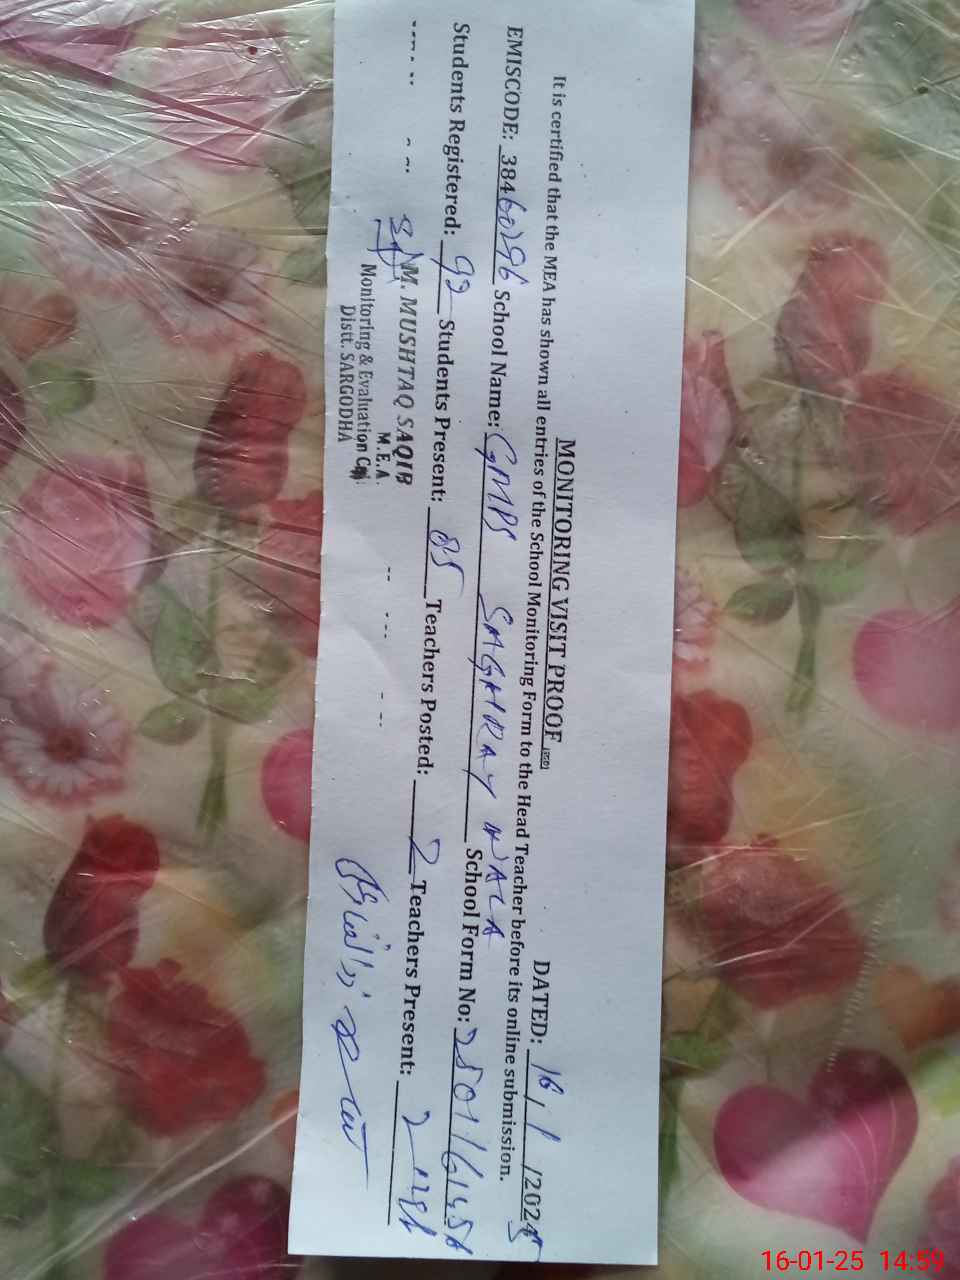 MONITORING VISIT PROOF
DATED: 16 / 1 /2025
It is certified that the MEA has shown all entries of the School Monitoring Form to the Head Teacher before its online submission.
EMISCODE: 38460296 School Name: GMPS SAGHRAY WALA School Form No:
Students Registered: 92 Students Present: 85 Teachers Posted: 2 Teachers Present: 2
M. MUSHTAQ SAQIB
M.E.A
Monitoring & Evaluation
Distt. SARGODHA
16-01-25 14:59